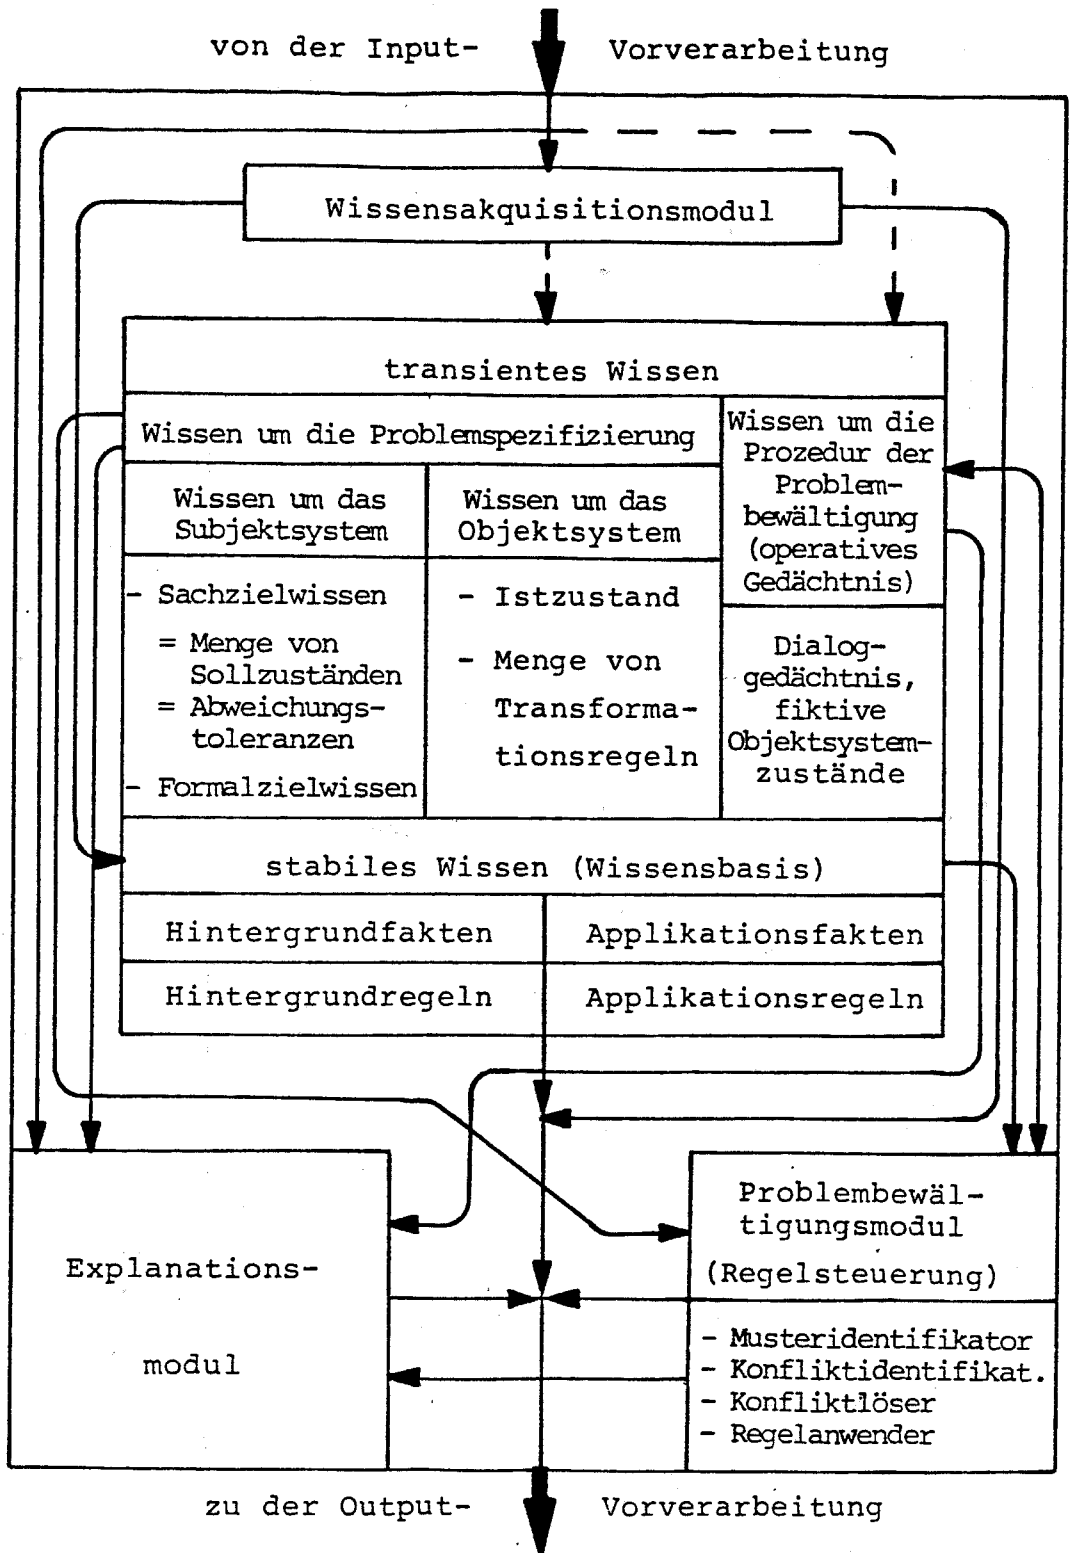 von der Input- Vorverarbeitung
Wissensakquisitionsmodul
transientes Wissen
Wissen um die Problemspezifizierung
Wissen um die
Prozedur der
Problem-
bewältigung
(operatives
Gedächtnis)
Wissen um das
Subjektsystem
Wissen um das
Objektsystem
- Sachzielwissen
= Menge von
Sollzuständen
= Abweichungs-
toleranzen
- Formalzielwissen
- Istzustand
- Menge von
Transforma-
tionsregeln
Dialog-
gedächtnis,
fiktive
Objektsystem-
zustände
stabiles Wissen (Wissensbasis)
Hintergrundfakten
Applikationsfakten
Hintergrundregeln
Applikationsregeln
Explanations-
modul
Problembewäl-
tigungsmodul
(Regelsteuerung)
- Musteridentifikator
- Konfliktidentifikat.
- Konfliktlöser
- Regelanwender
zu der Output- Vorverarbeitung